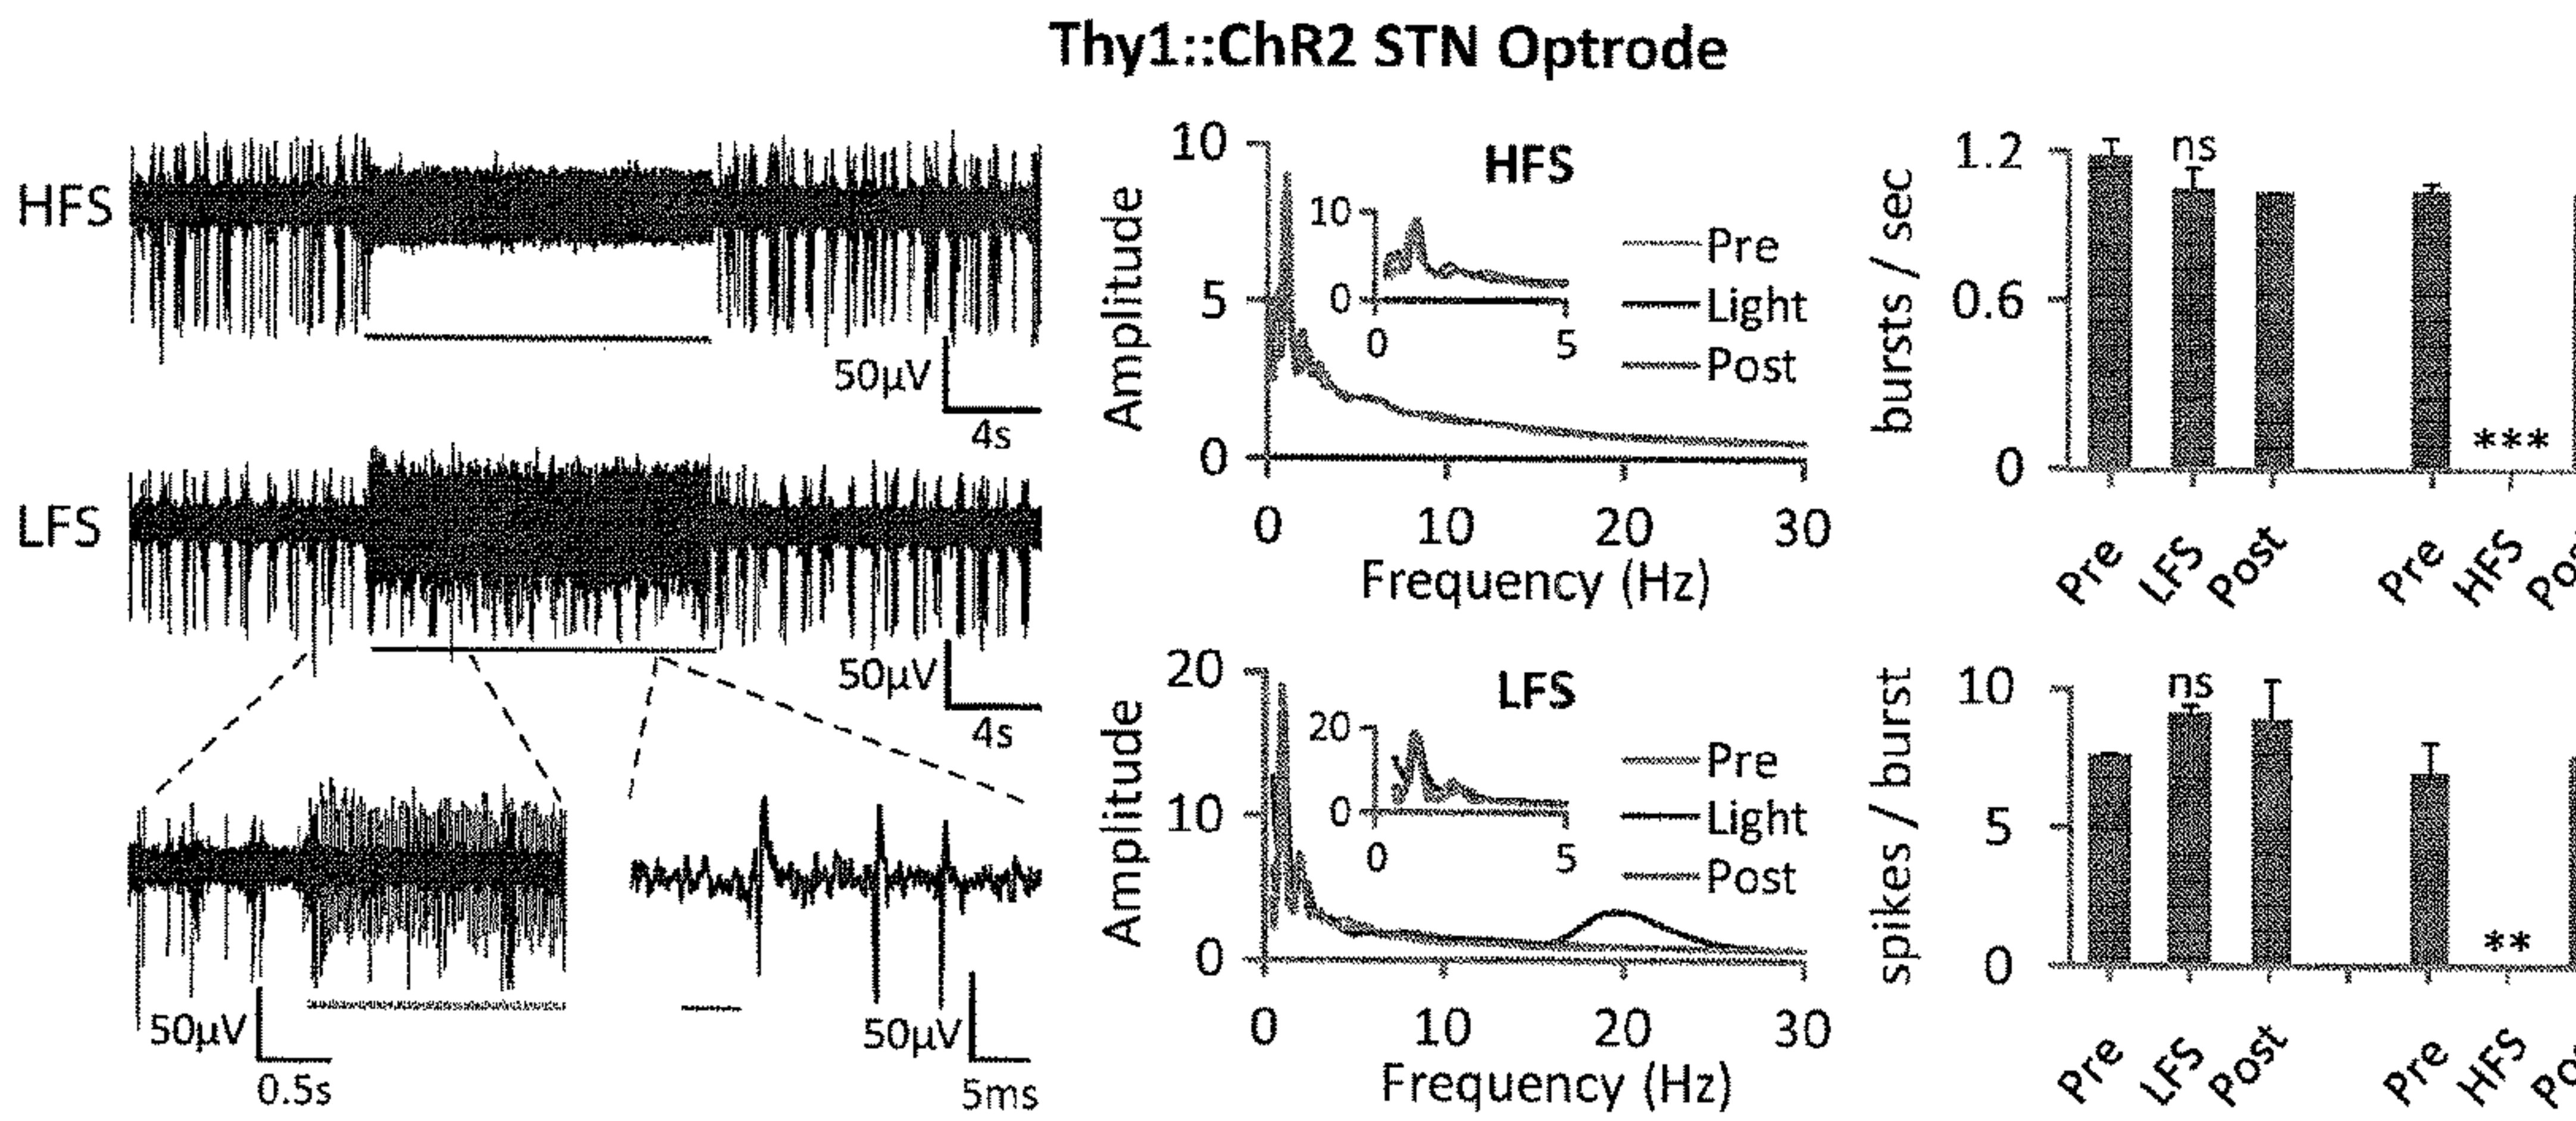 Thy1::ChR2 STN Optrode
HFS
50µV
4s
LFS
50µV
4s
50µV
0.5s
50µV
5ms
10
5
0
Amplitude
HFS
10
0
0
5
Pre
Light
Post
0
10
20
30
Frequency (Hz)
20
10
0
Amplitude
LFS
20
0
0
5
Pre
Light
Post
0
10
20
30
Frequency (Hz)
1.2
0.6
0
bursts / sec
ns
***
Pre
LFS
Post
Pre
HFS
Pos
10
5
0
spikes / burst
ns
**
Pre
LFS
Post
Pre
HFS
Pos